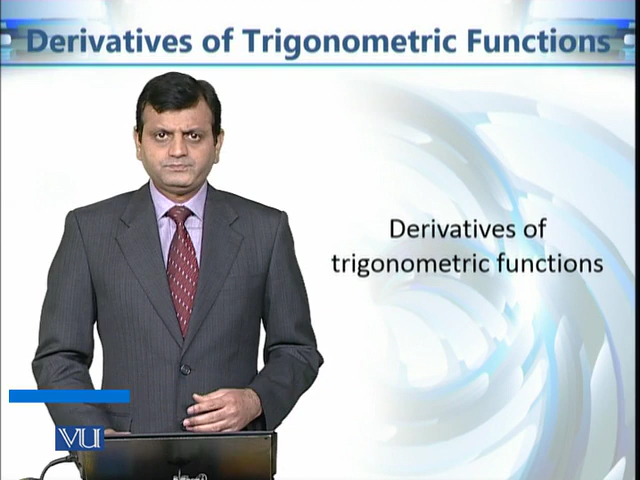 Derivatives of Trigonometric Functions
Derivatives of
trigonometric functions
VU